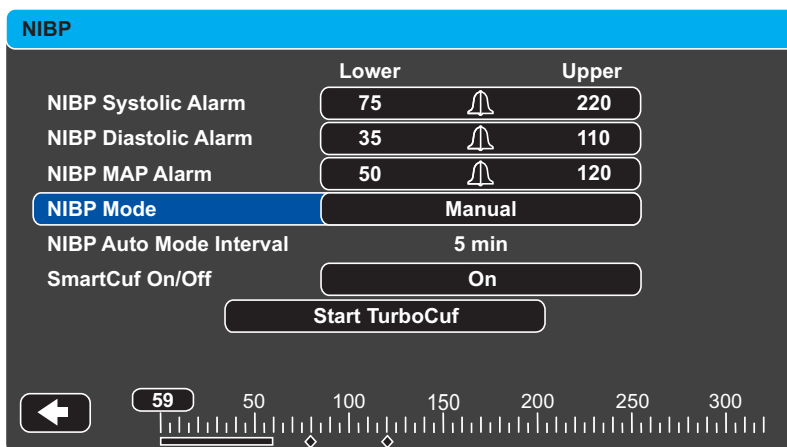 NIBP
Lower Upper
NIBP Systolic Alarm 75 220
NIBP Diastolic Alarm 35 110
NIBP MAP Alarm 50 120
NIBP Mode Manual
NIBP Auto Mode Interval 5 min
SmartCuf On/Off On
Start TurboCuf
59 50 100 150 200 250 300